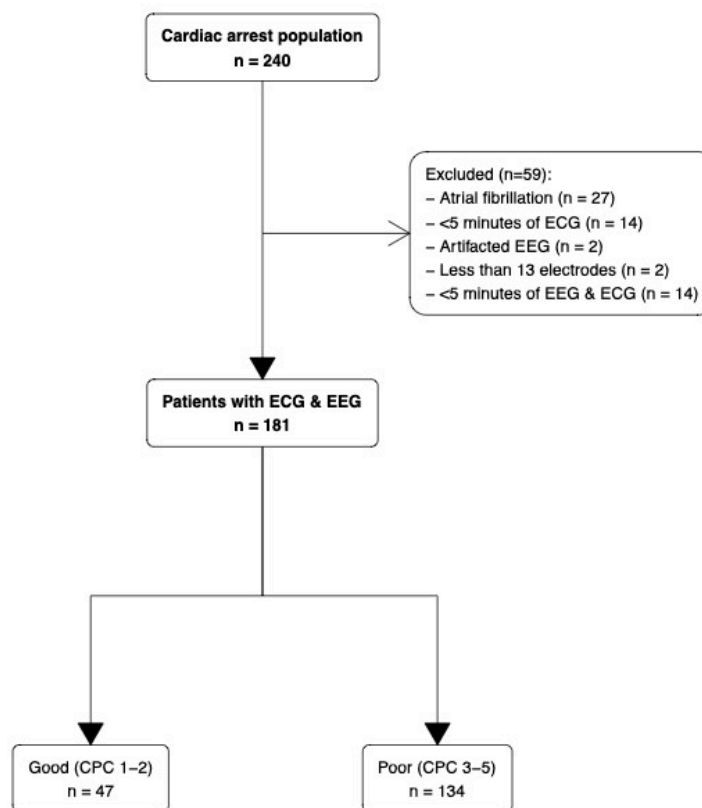 Cardiac arrest population
n = 240
Excluded (n=59):
– Atrial fibrillation (n = 27)
– <5 minutes of ECG (n = 14)
– Artifacted EEG (n = 2)
– Less than 13 electrodes (n = 2)
– <5 minutes of EEG & ECG (n = 14)
Patients with ECG & EEG
n = 181
Good (CPC 1–2)
n = 47
Poor (CPC 3–5)
n = 134